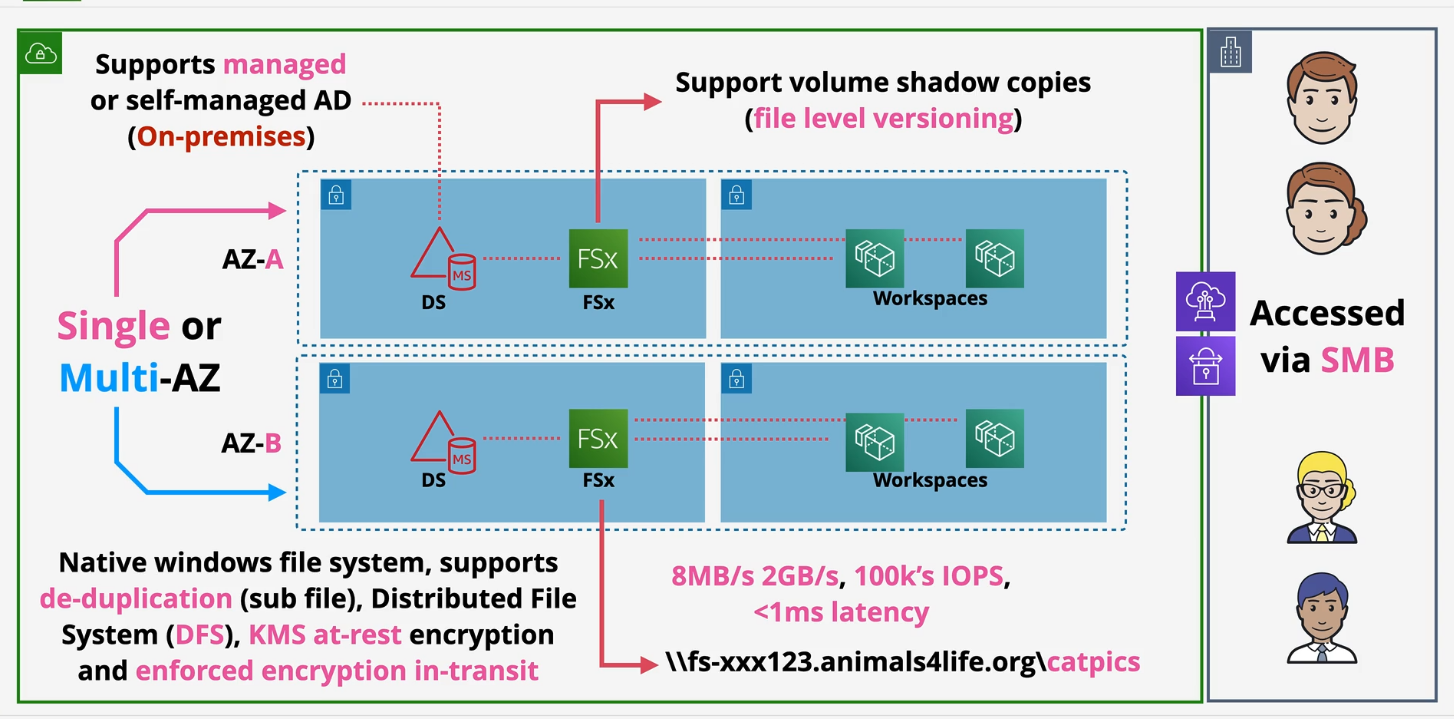 Supports managed
or self-managed AD
(On-premises)
Support volume shadow copies
(file level versioning)
AZ-A
MS
DS
FSx
FSx
Workspaces
Single or
Multi-AZ
Accessed
via SMB
AZ-B
MS
DS
FSx
FSx
Workspaces
Native windows file system, supports
de-duplication (sub file), Distributed File
System (DFS), KMS at-rest encryption
and enforced encryption in-transit
8MB/s 2GB/s, 100k's IOPS,
<1ms latency
\\fs-xxx123.animals4life.org\catpics